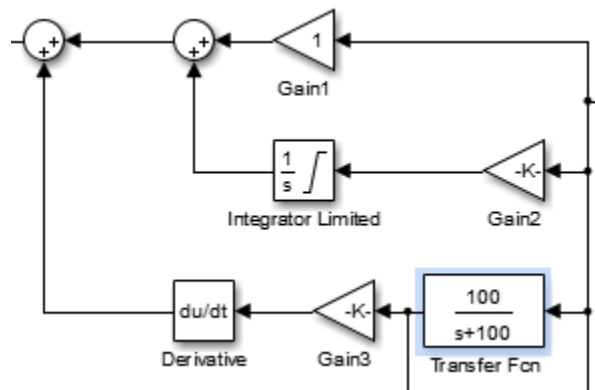 +
+
+
+
1
Gain1
1
s
Integrator Limited
-K-
Gain2
du/dt
Derivative
-K-
Gain3
100
s+100
Transfer Fcn